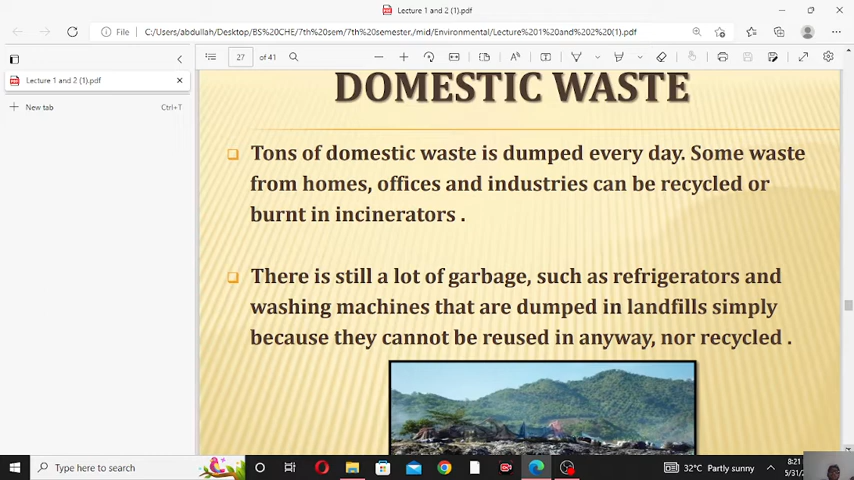 Lecture 1 and 2 (1).pdf
File C:/Users/abdullah/Desktop/BS%20CHE/7th%20sem/7th%20semester,/mid/Environmental/Lecture%201%20and%202%20(1).pdf
27 of 41
Lecture 1 and 2 (1).pdf
New tab Ctrl+T
DOMESTIC WASTE
Tons of domestic waste is dumped every day. Some waste
from homes, offices and industries can be recycled or
burnt in incinerators .
There is still a lot of garbage, such as refrigerators and
washing machines that are dumped in landfills simply
because they cannot be reused in anyway, nor recycled .
Type here to search
32°C Partly sunny
8:21
5/31/